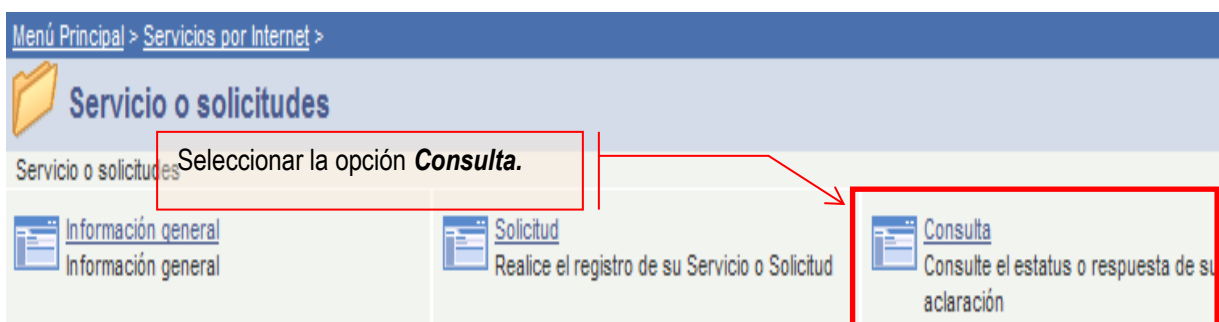 Menú Principal > Servicios por Internet >
Servicio o solicitudes
Seleccionar la opción Consulta.
Servicio o solicitudes
Información general
Información general
Solicitud
Realice el registro de su Servicio o Solicitud
Consulta
Consulte el estatus o respuesta de su
aclaración